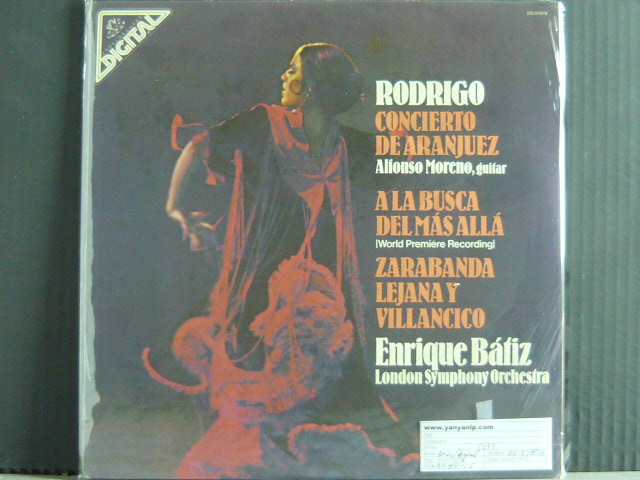 DIGITAL
RODRIGO
CONCIERTO
DE ARANJUEZ
Alfonso Moreno, guitar
A LA BUSCA
DEL MÁS ALLÁ
[World Première Recording]
ZARABANDA
LEJANA Y
VILLANCICO
Enrique Bátiz
London Symphony Orchestra
www.yanyanlp.com